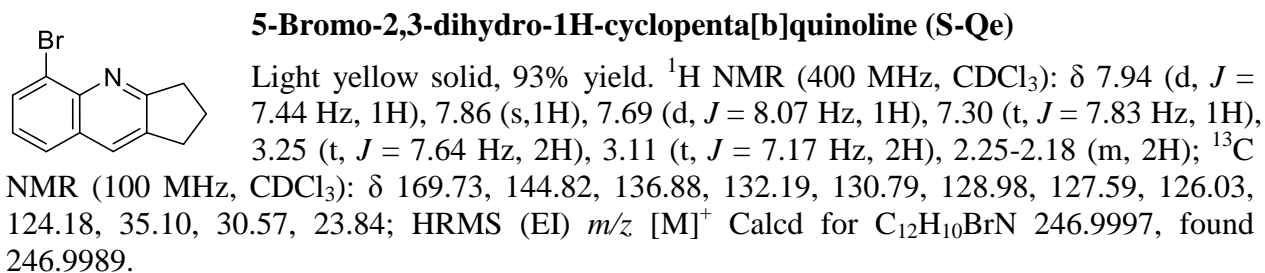 Br
N
5-Bromo-2,3-dihydro-1H-cyclopenta[b]quinoline (S-Qe)
Light yellow solid, 93% yield. ¹H NMR (400 MHz, CDCl₃): δ 7.94 (d, J =
7.44 Hz, 1H), 7.86 (s,1H), 7.69 (d, J = 8.07 Hz, 1H), 7.30 (t, J = 7.83 Hz, 1H),
3.25 (t, J = 7.64 Hz, 2H), 3.11 (t, J = 7.17 Hz, 2H), 2.25-2.18 (m, 2H); ¹³C
NMR (100 MHz, CDCl₃): δ 169.73, 144.82, 136.88, 132.19, 130.79, 128.98, 127.59, 126.03,
124.18, 35.10, 30.57, 23.84; HRMS (EI) m/z [M]⁺ Calcd for C₁₂H₁₀BrN 246.9997, found
246.9989.